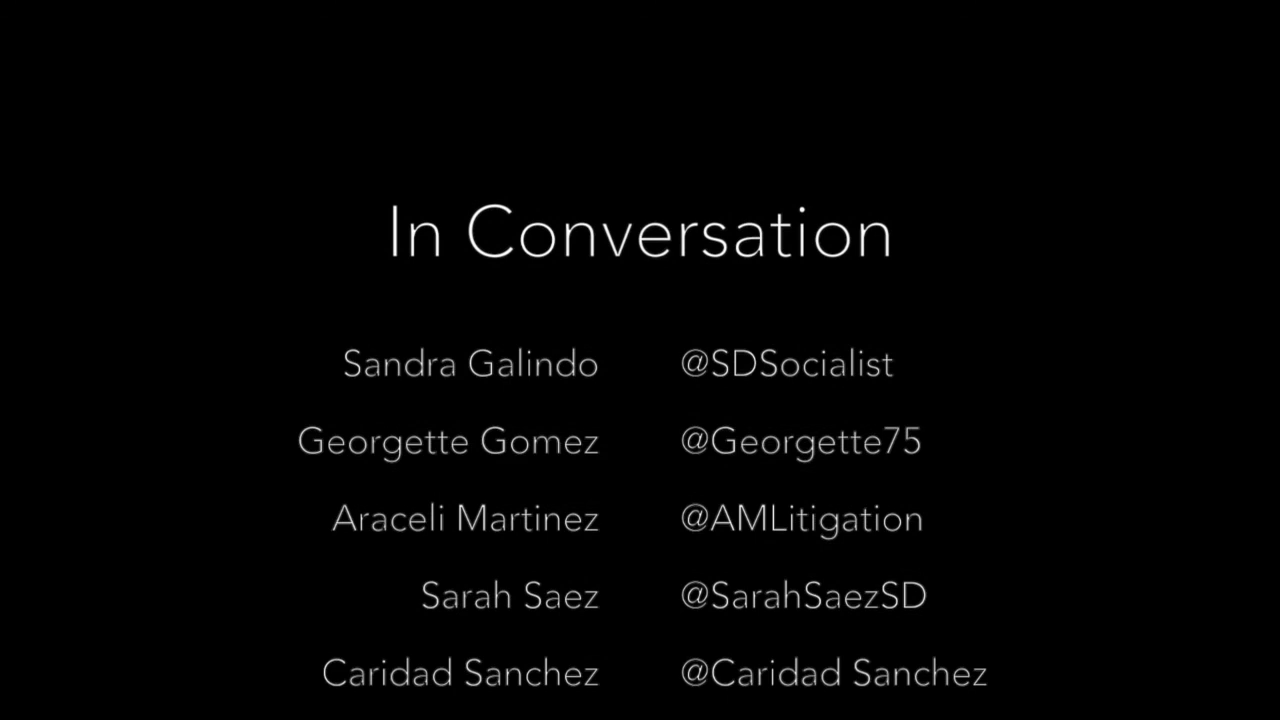 In Conversation
Sandra Galindo @SDSocialist
Georgette Gomez @Georgette75
Araceli Martinez @AMLitigation
Sarah Saez @SarahSaezSD
Caridad Sanchez @Caridad Sanchez